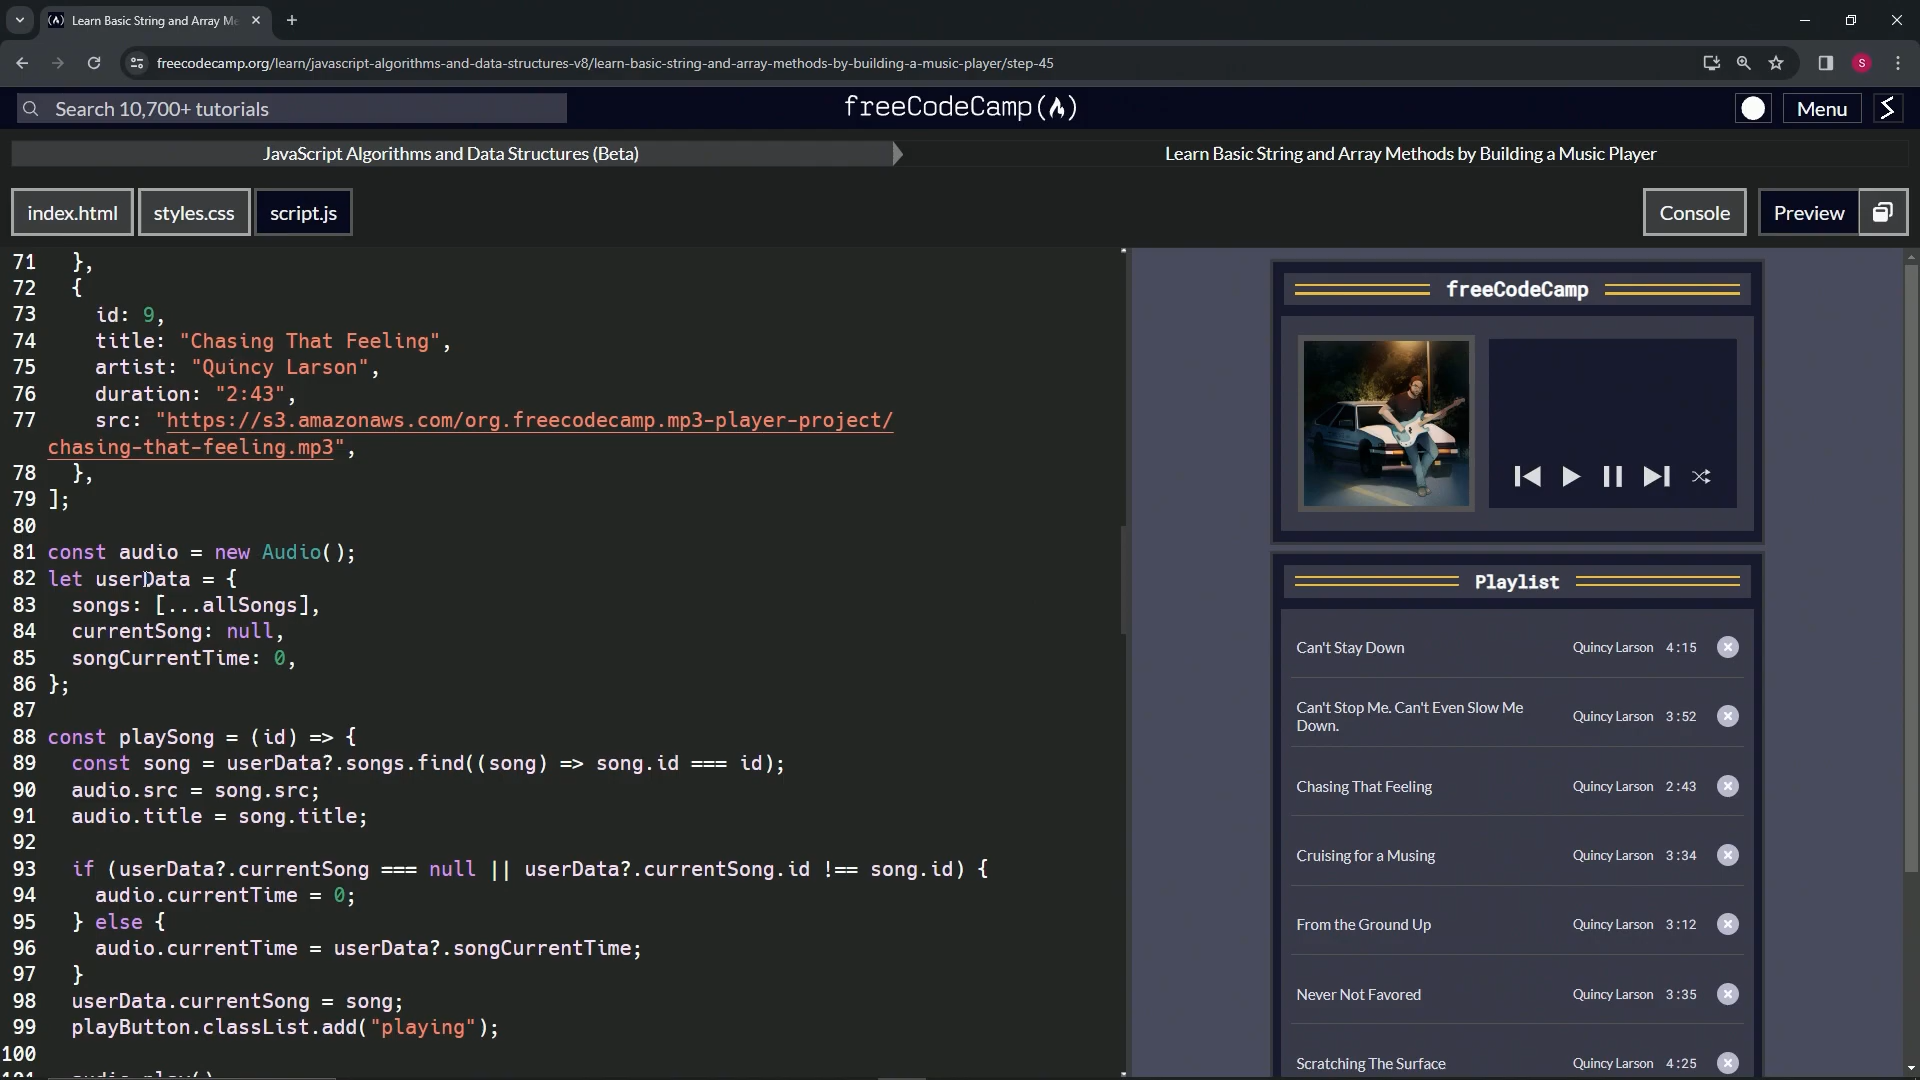 Learn Basic String and Array Me
freecodecamp.org/learn/javascript-algorithms-and-data-structures-v8/learn-basic-string-and-array-methods-by-building-a-music-player/step-45
S
Search 10,700+ tutorials
freeCodeCamp
Menu
JavaScript Algorithms and Data Structures (Beta)
Learn Basic String and Array Methods by Building a Music Player
index.html
styles.css
script.js
Console
Preview
71 },
72 {
73 id: 9,
74 title: "Chasing That Feeling",
75 artist: "Quincy Larson",
76 duration: "2:43",
77 src: "https://s3.amazonaws.com/org.freecodecamp.mp3-player-project/
chasing-that-feeling.mp3",
78 },
79 ];
80
81 const audio = new Audio();
82 let userData = {
83 songs: [...allSongs],
84 currentSong: null,
85 songCurrentTime: 0,
86 };
87
88 const playSong = (id) => {
89 const song = userData?.songs.find((song) => song.id === id);
90 audio.src = song.src;
91 audio.title = song.title;
92
93 if (userData?.currentSong === null || userData?.currentSong.id !== song.id) {
94 audio.currentTime = 0;
95 } else {
96 audio.currentTime = userData?.songCurrentTime;
97 }
98 userData.currentSong = song;
99 playButton.classList.add("playing");
100
freeCodeCamp
Playlist
Can't Stay Down Quincy Larson 4:15
Can't Stop Me. Can't Even Slow Me
Down. Quincy Larson 3:52
Chasing That Feeling Quincy Larson 2:43
Cruising for a Musing Quincy Larson 3:34
From the Ground Up Quincy Larson 3:12
Never Not Favored Quincy Larson 3:35
Scratching The Surface Quincy Larson 4:25